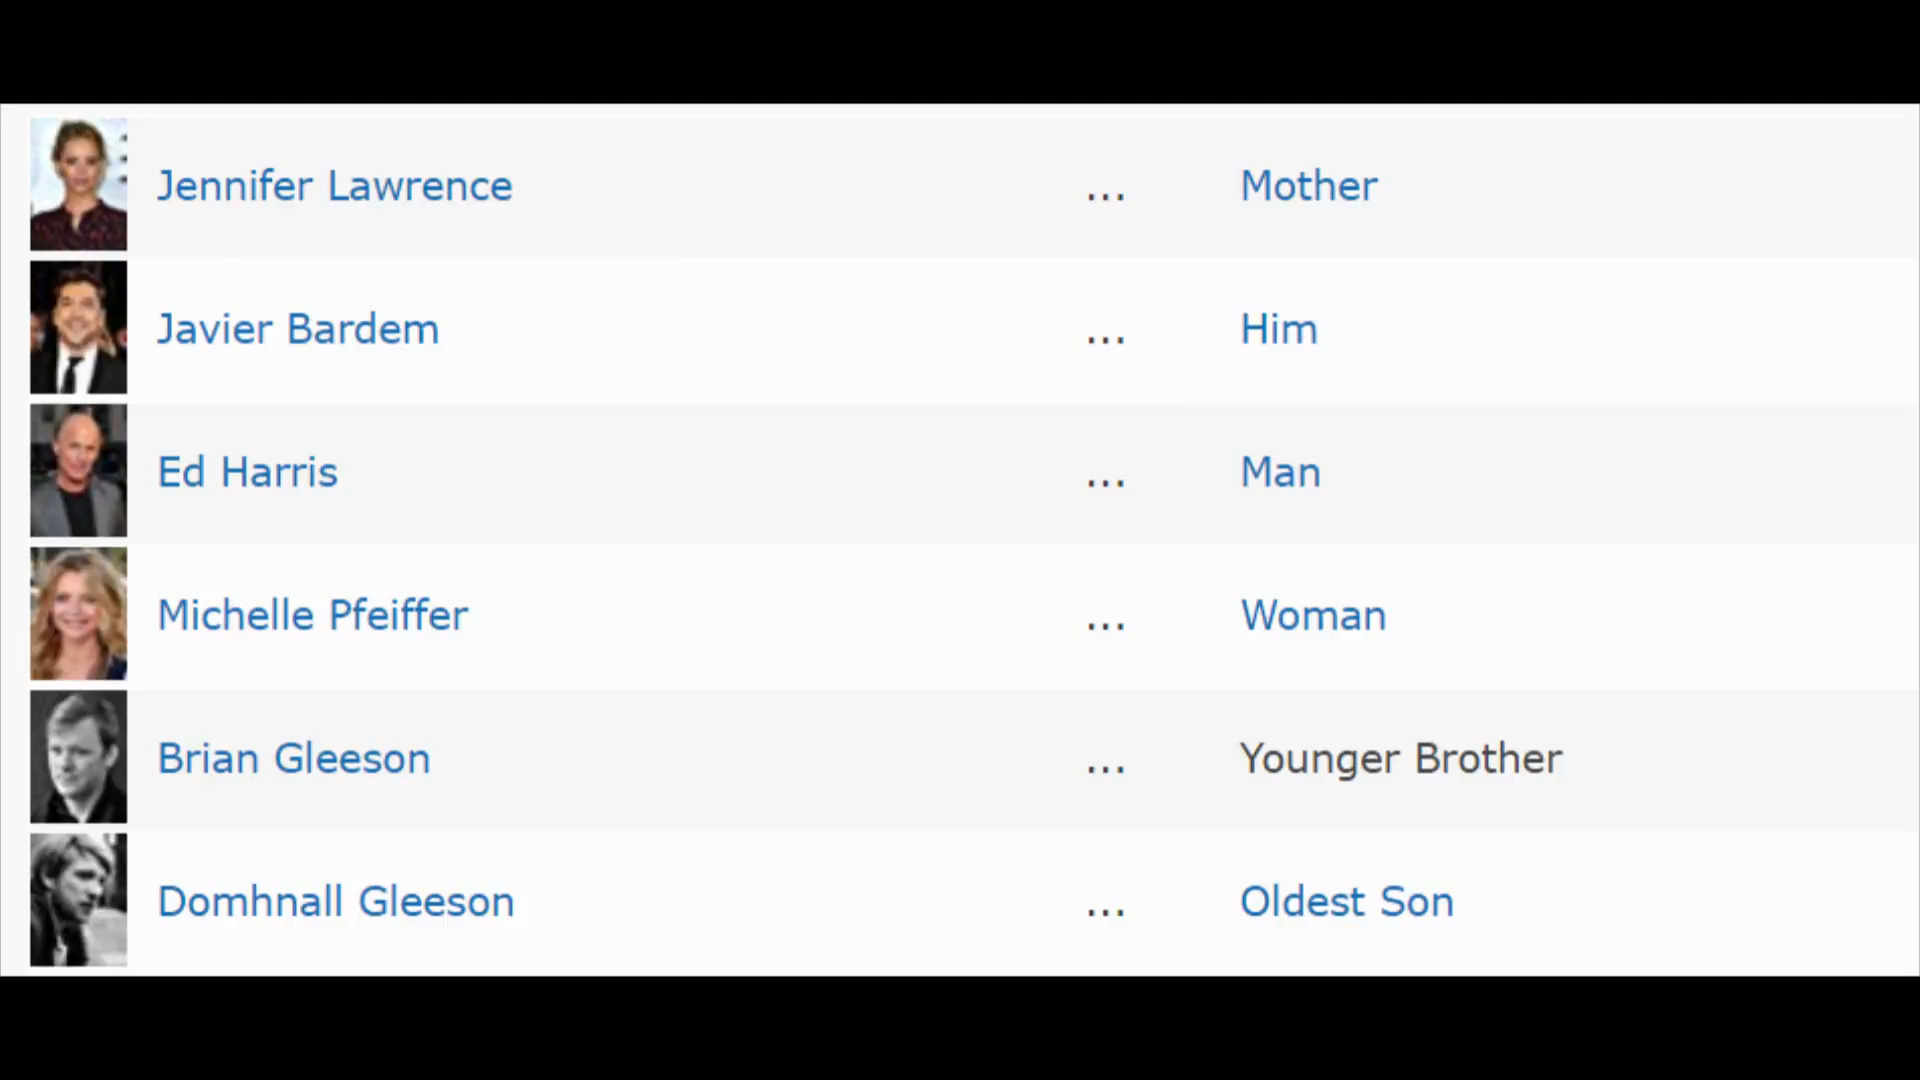 Jennifer Lawrence ... Mother
Javier Bardem ... Him
Ed Harris ... Man
Michelle Pfeiffer ... Woman
Brian Gleeson ... Younger Brother
Domhnall Gleeson ... Oldest Son